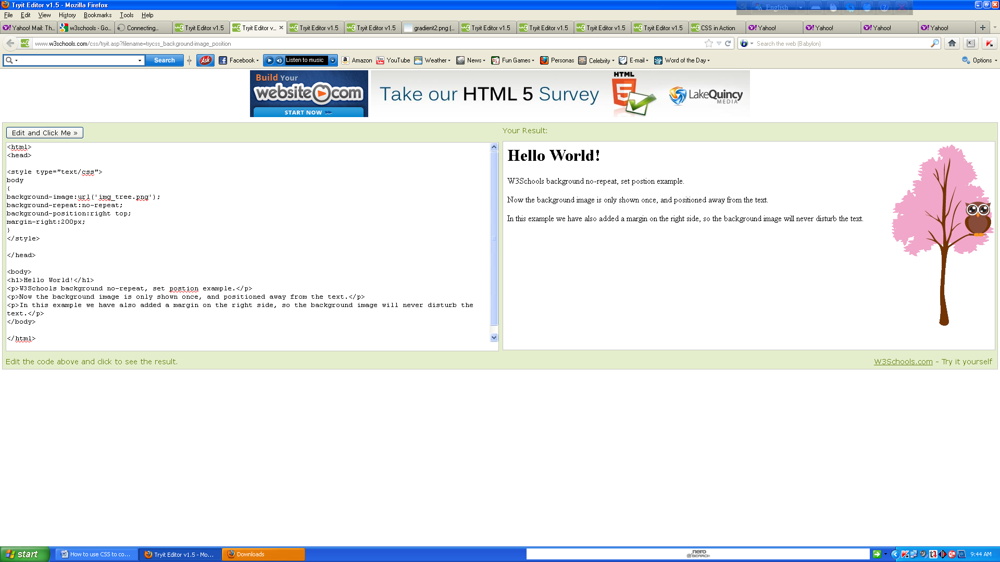 Tryit Editor v1.5 - Mozilla Firefox
English
File Edit View History Bookmarks Tools Help
Yahoo! Mail: Th... w3schools - Go... Connecting... Tryit Editor v1.5 Tryit Editor v... Tryit Editor v1.5 Tryit Editor v1.5 gradient2.png (... Tryit Editor v1.5 Tryit Editor v1.5 Tryit Editor v1.5 Tryit Editor v1.5 CSS in Action Yahoo! Yahoo! Yahoo! Yahoo!
www.w3schools.com/css/tryit.asp?filename=trycss_background-image_position Search the web (Babylon)
Search Ask Facebook Listen to music Amazon YouTube Weather News Fun Games Personas Celebrity E-mail Word of the Day Options
Build Your
website.com
START NOW
Take our HTML 5 Survey
HTML
5
LakeQuincy
MEDIA
Edit and Click Me »
Your Result:
<html>
<head>
<style type="text/css">
body
{
background-image:url('img_tree.png');
background-repeat:no-repeat;
background-position:right top;
margin-right:200px;
}
</style>
</head>
<body>
<h1>Hello World!</h1>
<p>W3Schools background no-repeat, set postion example.</p>
<p>Now the background image is only shown once, and positioned away from the text.</p>
<p>In this example we have also added a margin on the right side, so the background image will never disturb the
text.</p>
</body>
</html>
Hello World!
W3Schools background no-repeat, set postion example.
Now the background image is only shown once, and positioned away from the text.
In this example we have also added a margin on the right side, so the background image will never disturb the text.
Edit the code above and click to see the result.
W3Schools.com - Try it yourself
start How to use CSS to co... Tryit Editor v1.5 - Mo... Downloads
nero
SEARCH
9:44 AM